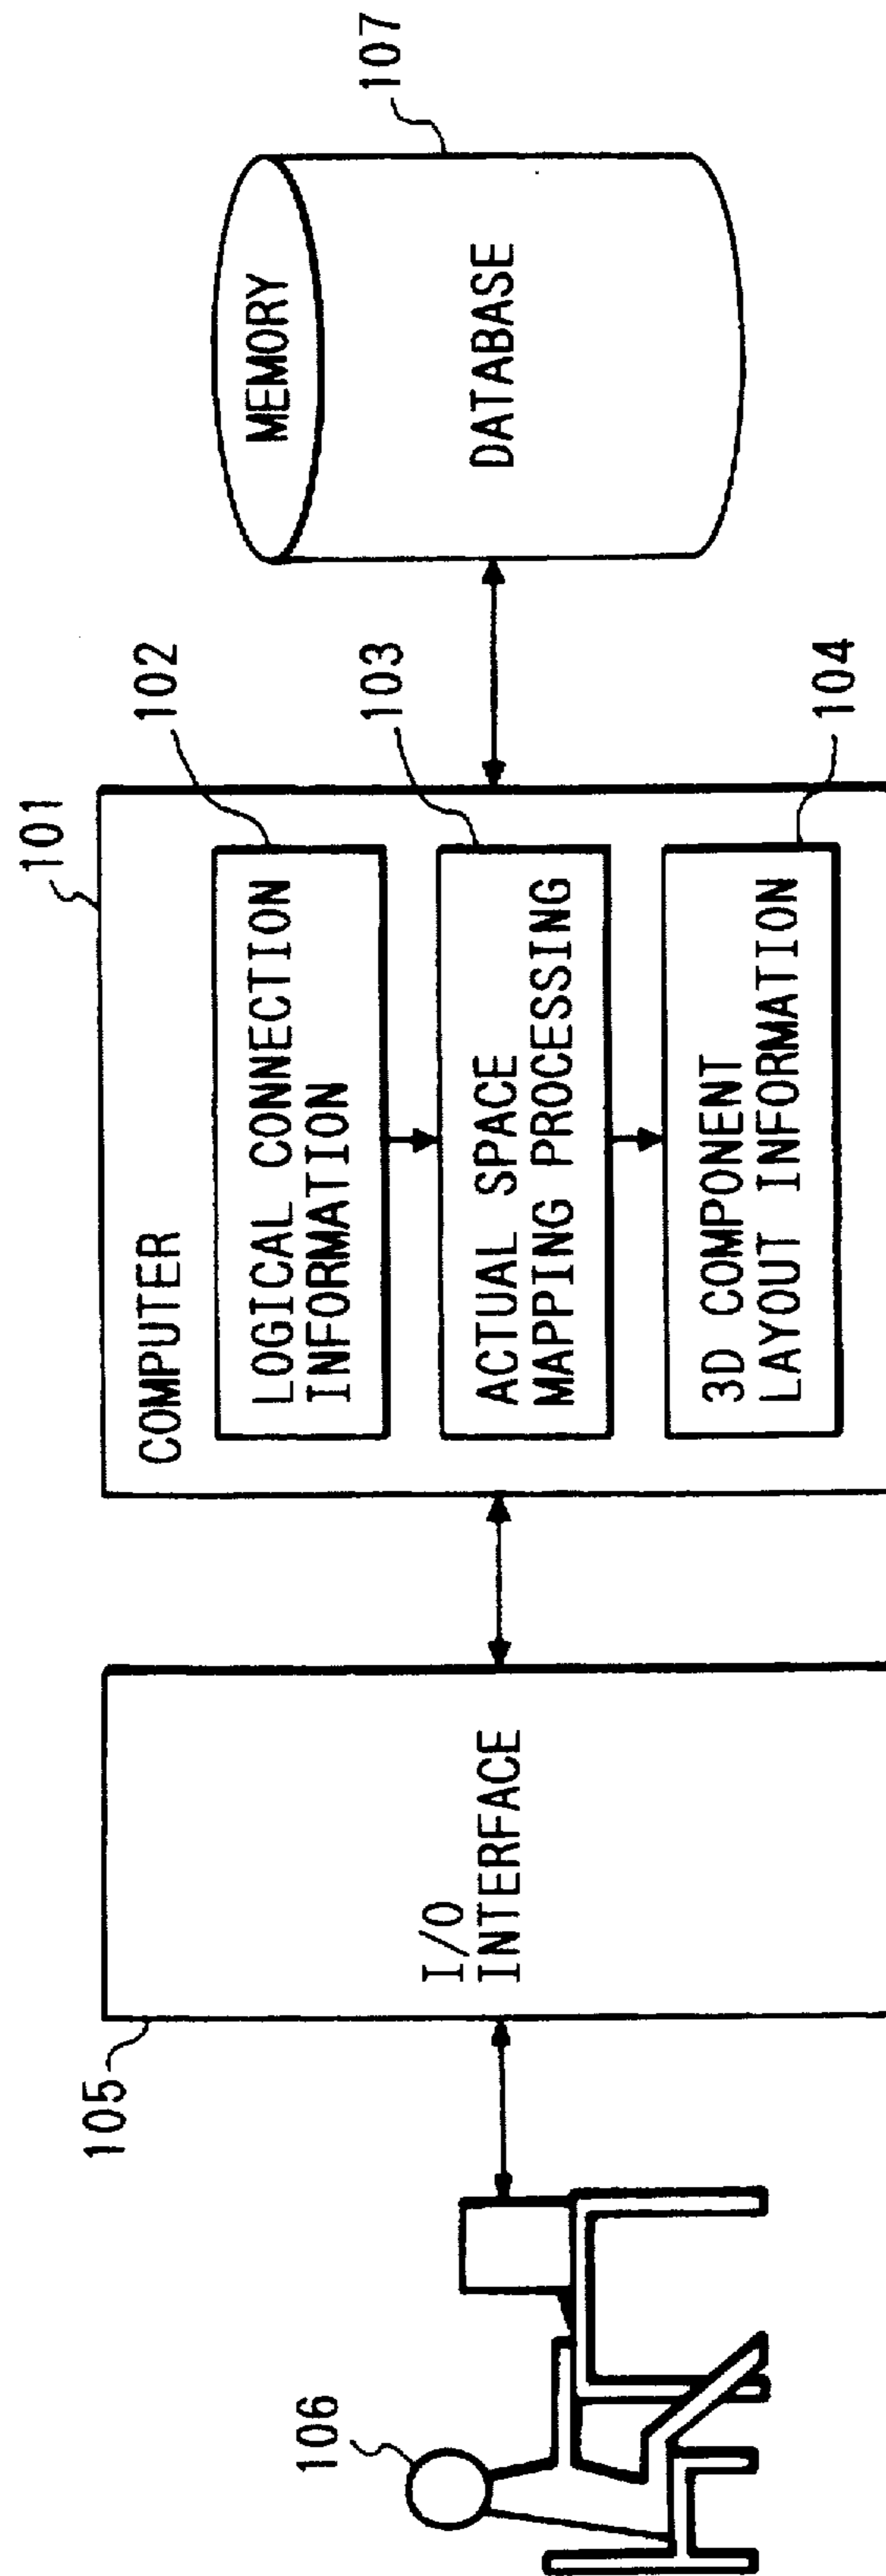 101
102
103
104
105
106
107
COMPUTER
LOGICAL CONNECTION
INFORMATION
ACTUAL SPACE
MAPPING PROCESSING
3D COMPONENT
LAYOUT INFORMATION
I/O
INTERFACE
MEMORY
DATABASE